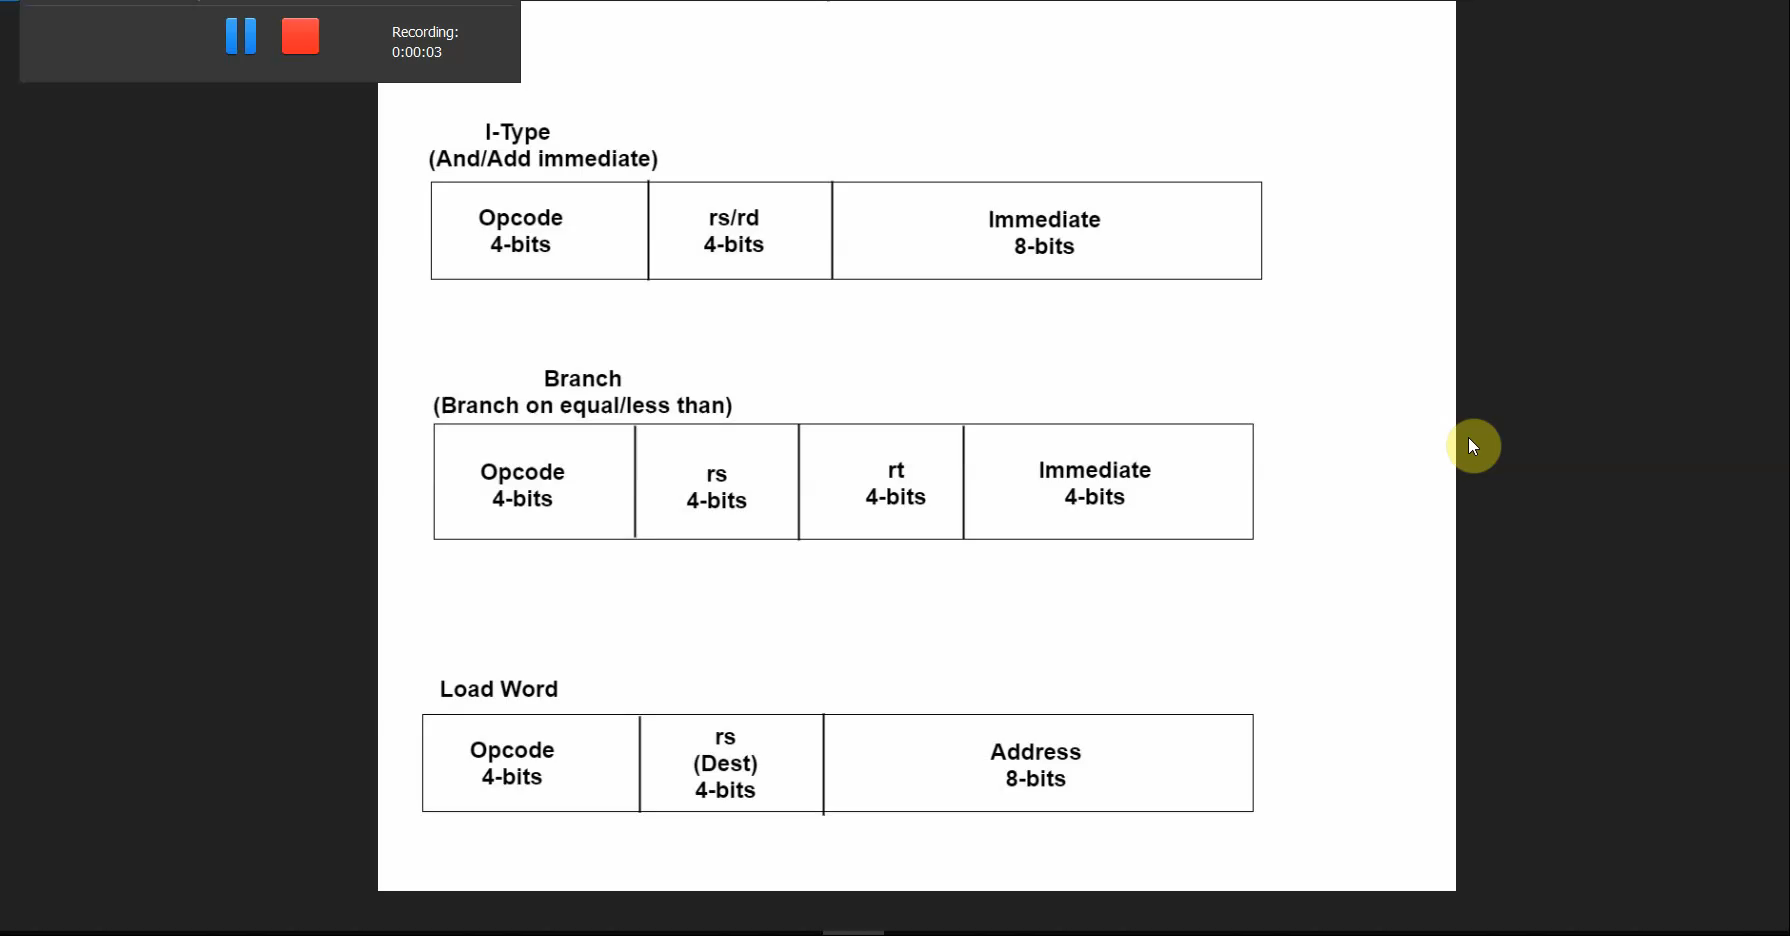 Recording:
0:00:03
I-Type
(And/Add immediate)
Opcode
4-bits
rs/rd
4-bits
Immediate
8-bits
Branch
(Branch on equal/less than)
Opcode
4-bits
rs
4-bits
rt
4-bits
Immediate
4-bits
Load Word
Opcode
4-bits
rs
(Dest)
4-bits
Address
8-bits